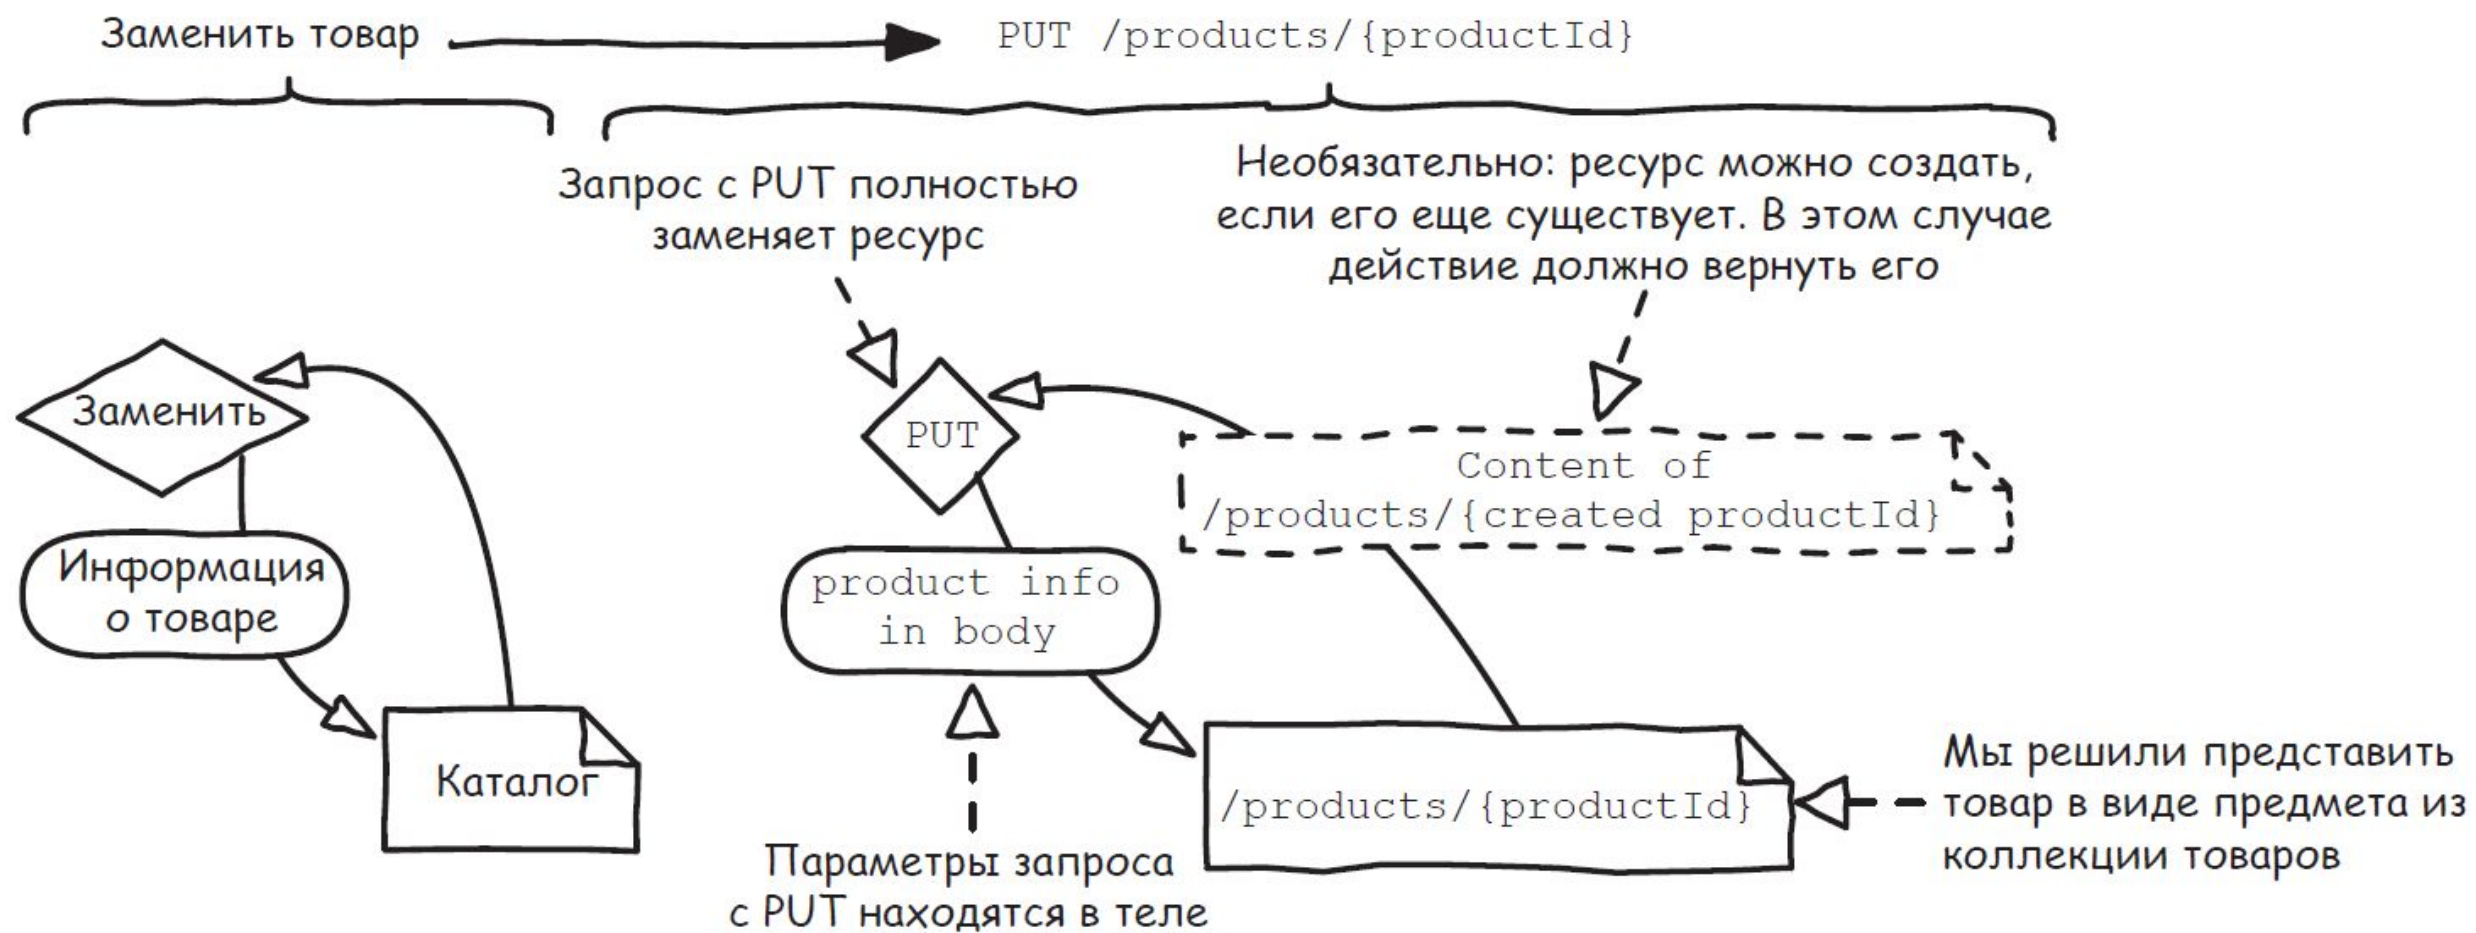 Заменить товар
PUT /products/{productId}
Запрос с PUT полностью
заменяет ресурс
Необязательно: ресурс можно создать,
если его еще существует. В этом случае
действие должно вернуть его
Заменить
Информация
о товаре
Каталог
PUT
product info
in body
Content of
/products/{created productId}
/products/{productId}
Мы решили представить
товар в виде предмета из
коллекции товаров
Параметры запроса
с PUT находятся в теле